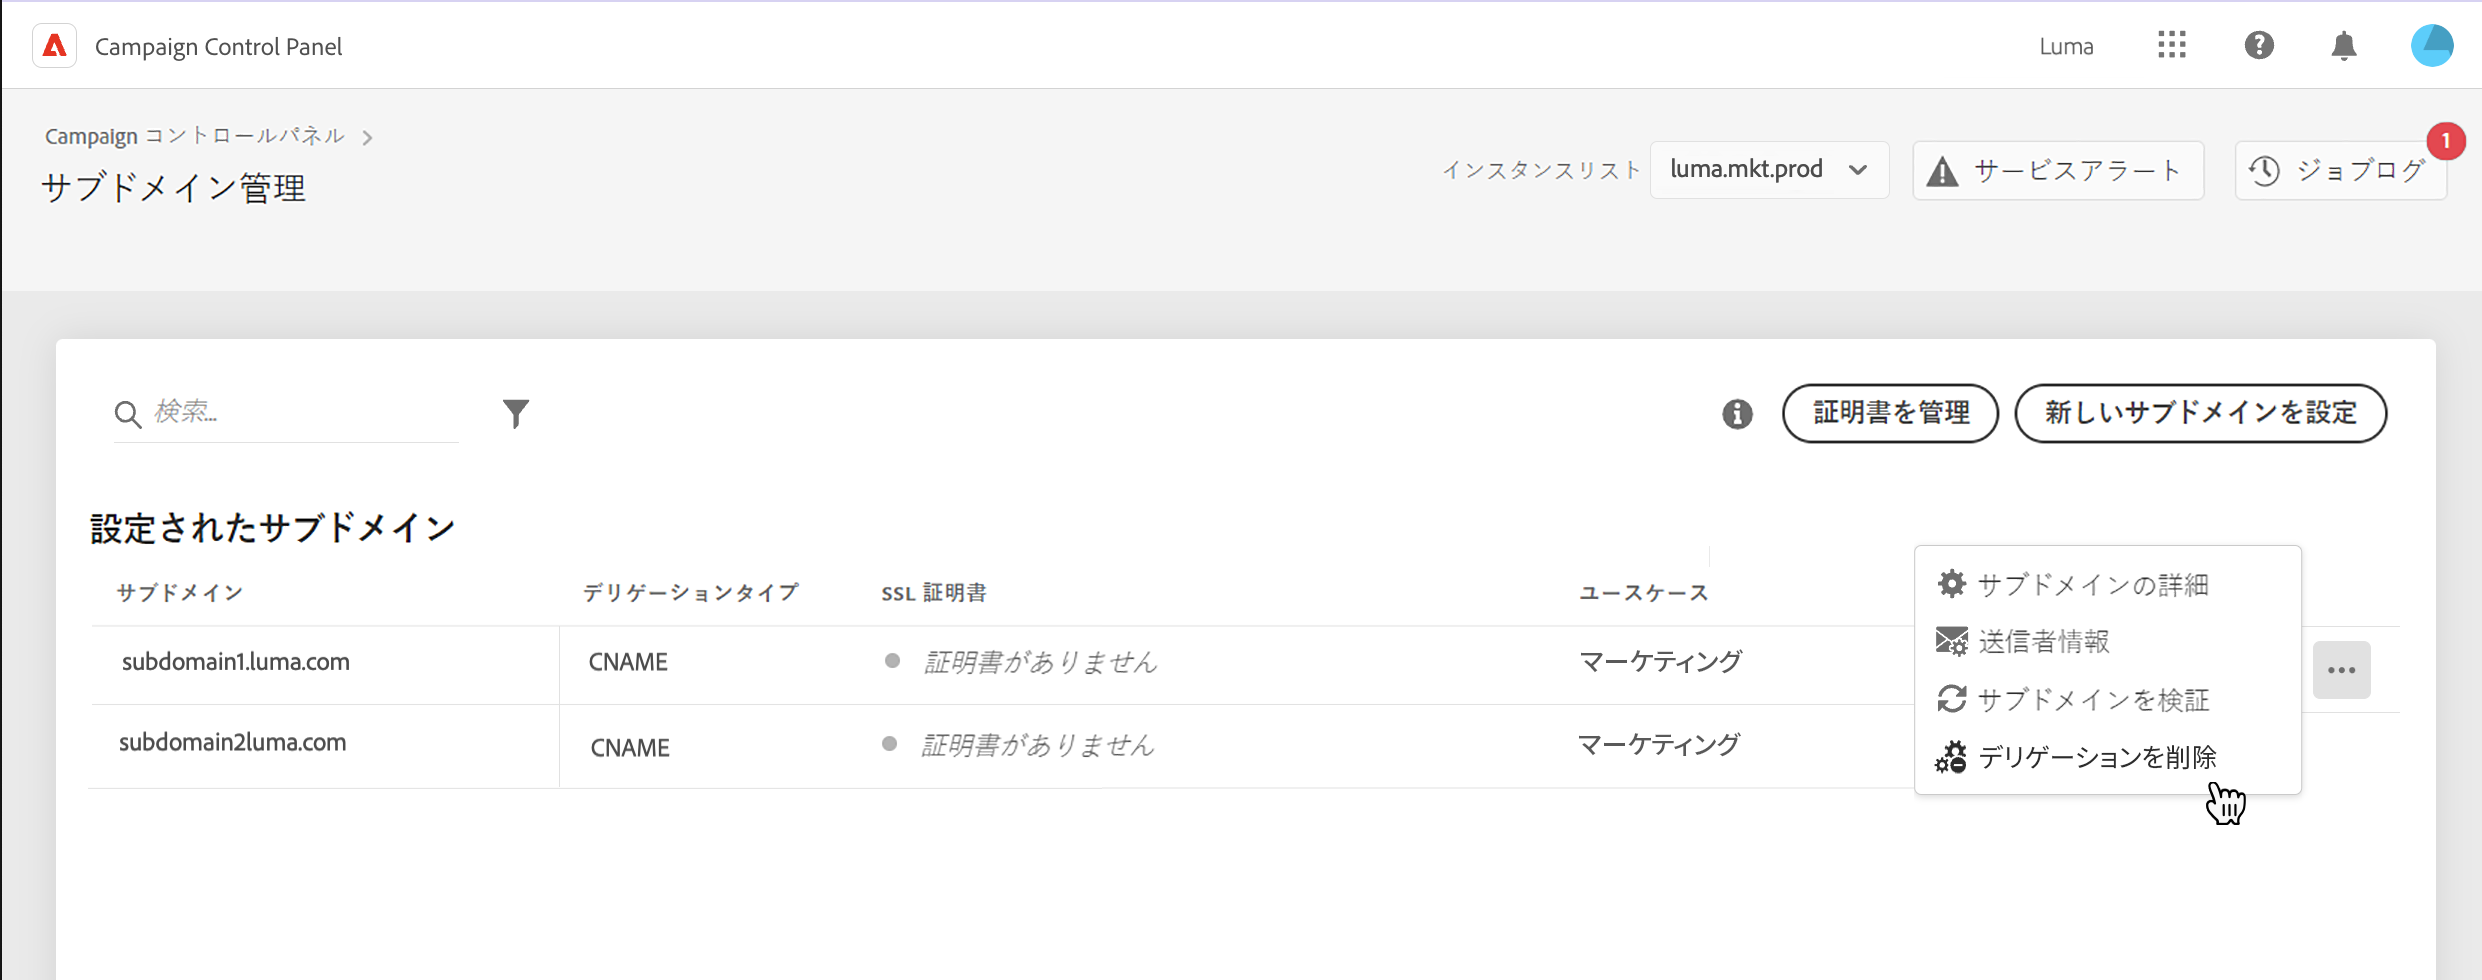 Campaign Control Panel
Luma
Campaign コントロールパネル
サブドメイン管理
インスタンスリスト
luma.mkt.prod
サービスアラート
ジョブログ
1
検索...
証明書を管理
新しいサブドメインを設定
設定されたサブドメイン
サブドメイン
デリゲーションタイプ
SSL 証明書
ユースケース
subdomain1.luma.com
CNAME
証明書がありません
マーケティング
subdomain2luma.com
CNAME
証明書がありません
マーケティング
サブドメインの詳細
送信者情報
サブドメインを検証
デリゲーションを削除